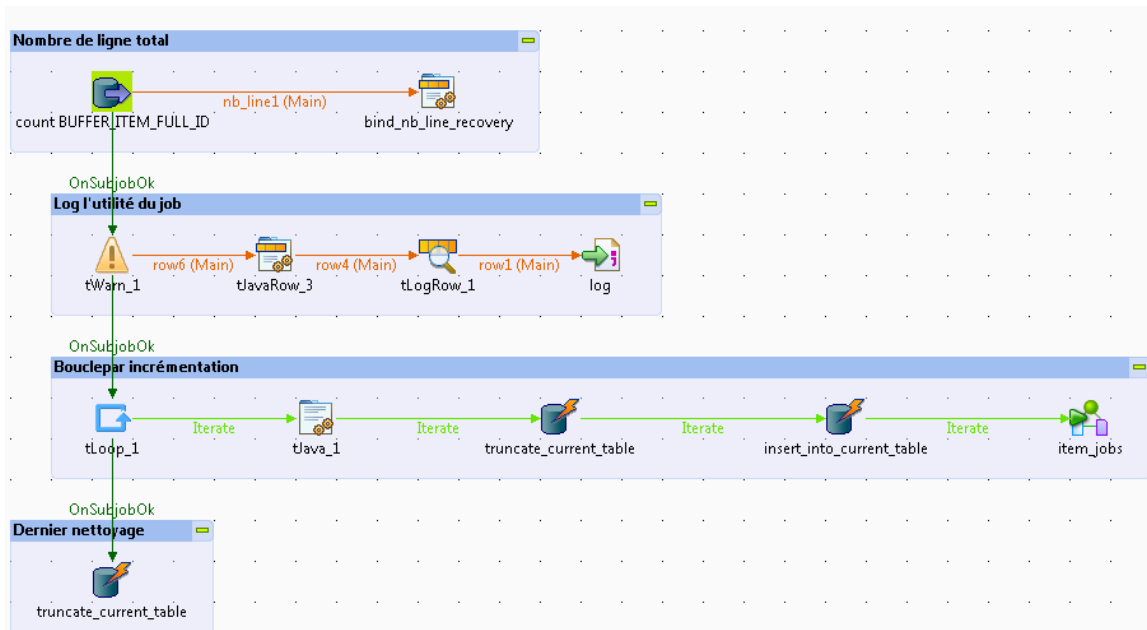 Nombre de ligne total
nb_line1 (Main)
count BUFFER_ITEM_FULL_ID
bind_nb_line_recovery
OnSubjobOk
Log l'utilité du job
row6 (Main)
row4 (Main)
row1 (Main)
tWarn_1
tJavaRow_3
tLogRow_1
log
OnSubjobOk
Bouclepar incrémentation
Iterate
Iterate
Iterate
Iterate
tLoop_1
tJava_1
truncate_current_table
insert_into_current_table
item_jobs
OnSubjobOk
Dernier nettoyage
truncate_current_table